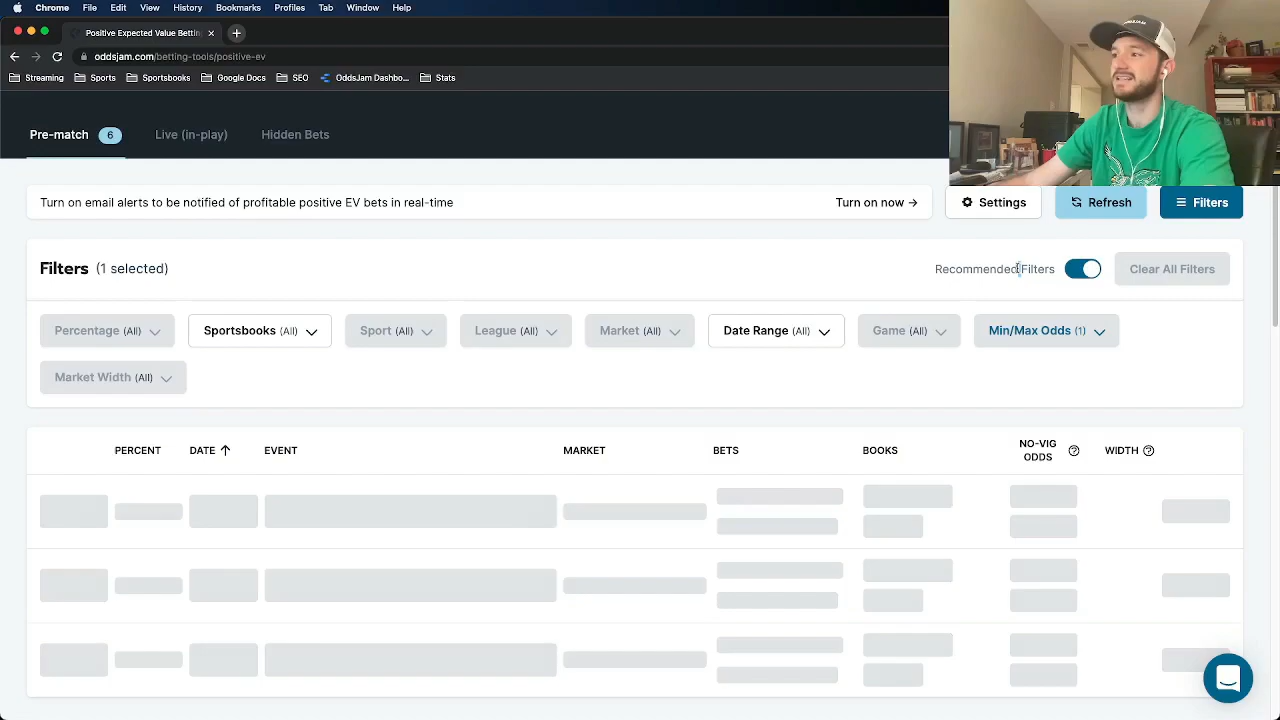 Chrome File Edit View History Bookmarks Profiles Tab Window Help
Positive Expected Value Bettin
oddsjam.com/betting-tools/positive-ev
Streaming Sports Sportsbooks Google Docs SEO OddsJam Dashbo... Stats
Pre-match 6 Live (in-play) Hidden Bets
Turn on email alerts to be notified of profitable positive EV bets in real-time Turn on now → Settings Refresh Filters
Filters (1 selected) Recommended Filters Clear All Filters
Percentage (All) Sportsbooks (All) Sport (All) League (All) Market (All) Date Range (All) Game (All) Min/Max Odds (1)
Market Width (All)
PERCENT DATE ↑ EVENT MARKET BETS BOOKS NO-VIG ODDS WIDTH